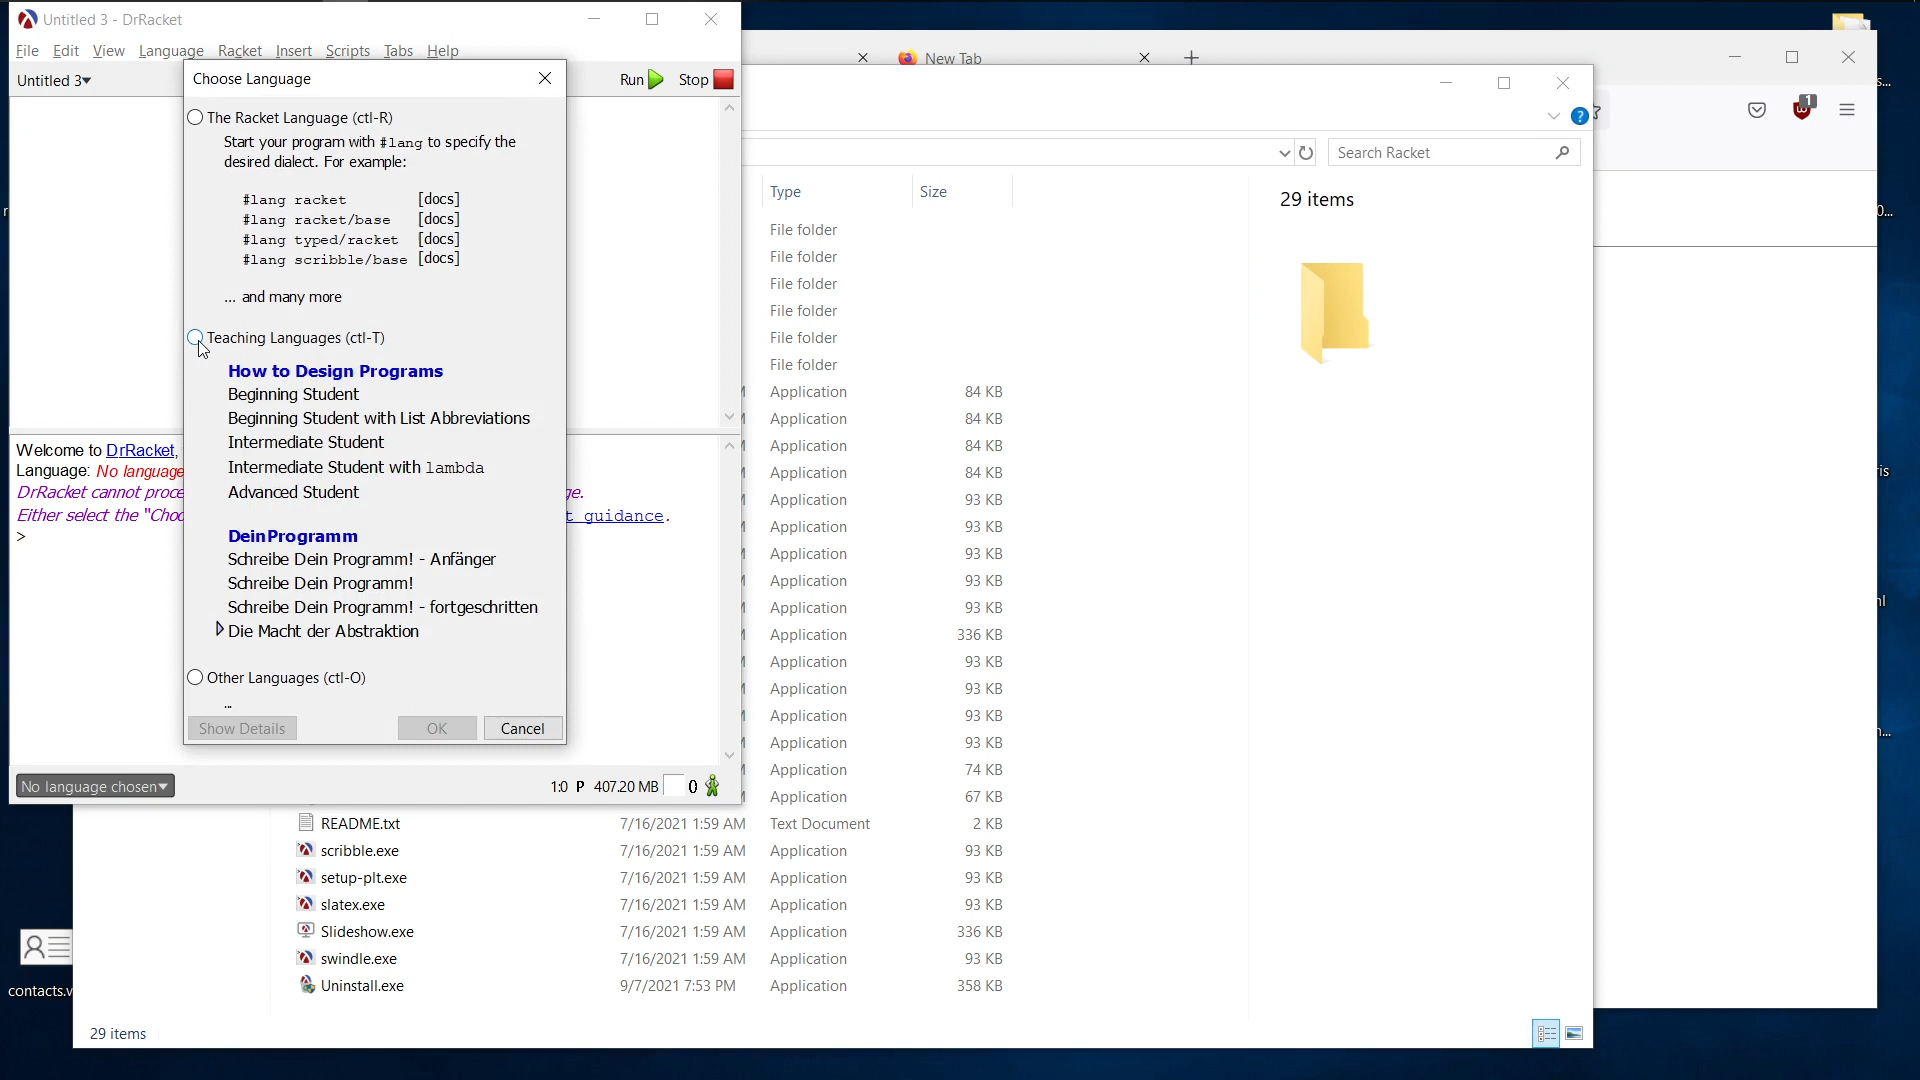 Untitled 3 - DrRacket
File Edit View Language Racket Insert Scripts Tabs Help
Untitled 3▾
Run
Stop
Choose Language
The Racket Language (ctl-R)
Start your program with #lang to specify the
desired dialect. For example:
#lang racket [docs]
#lang racket/base [docs]
#lang typed/racket [docs]
#lang scribble/base [docs]
... and many more
Teaching Languages (ctl-T)
How to Design Programs
Beginning Student
Beginning Student with List Abbreviations
Intermediate Student
Intermediate Student with lambda
Advanced Student
DeinProgramm
Schreibe Dein Programm! - Anfänger
Schreibe Dein Programm!
Schreibe Dein Programm! - fortgeschritten
Die Macht der Abstraktion
Other Languages (ctl-O)
...
Show Details OK Cancel
Welcome to DrRacket,
Language: No language
DrRacket cannot
Either select the
guidance.
>
No language chosen▾
1:0 P 407.20 MB 0
New Tab
1
?
Search Racket
Type Size
29 items
File folder
File folder
File folder
File folder
File folder
File folder
Application 84 KB
Application 84 KB
Application 84 KB
Application 84 KB
Application 93 KB
Application 93 KB
Application 93 KB
Application 93 KB
Application 93 KB
Application 336 KB
Application 93 KB
Application 93 KB
Application 93 KB
Application 93 KB
Application 74 KB
Application 67 KB
README.txt 7/16/2021 1:59 AM Text Document 2 KB
scribble.exe 7/16/2021 1:59 AM Application 93 KB
setup-plt.exe 7/16/2021 1:59 AM Application 93 KB
slatex.exe 7/16/2021 1:59 AM Application 93 KB
Slideshow.exe 7/16/2021 1:59 AM Application 336 KB
swindle.exe 7/16/2021 1:59 AM Application 93 KB
Uninstall.exe 9/7/2021 7:53 PM Application 358 KB
29 items
contacts.v